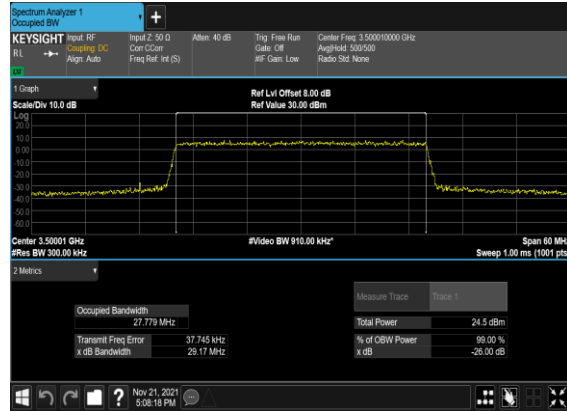 Spectrum Analyzer 1
Occupied BW
+
KEYSIGHT Input: RF Input Z: 50 Ω Atten: 40 dB Trig: Free Run Center Freq: 3.500010000 GHz
RL Coupling: DC Corr CCorr Gate: Off Avg|Hold: 500/500
Align: Auto Freq Ref: Int (S) #IF Gain: Low Radio Std: None
LW
1 Graph
Ref Lvl Offset 8.00 dB
Scale/Div 10.0 dB Ref Value 30.00 dBm
Log
20.0
10.0
0.00
-10.0
-20.0
-30.0
-40.0
-50.0
-60.0
Center 3.50001 GHz #Video BW 910.00 kHz* Span 60 MHz
#Res BW 300.00 kHz Sweep 1.00 ms (1001 pts
2 Metrics
Measure Trace Trace 1
Occupied Bandwidth
27.779 MHz
Total Power 24.5 dBm
Transmit Freq Error 37.745 kHz % of OBW Power 99.00 %
x dB Bandwidth 29.17 MHz x dB -26.00 dB
?
Nov 21, 2021
5:08:18 PM